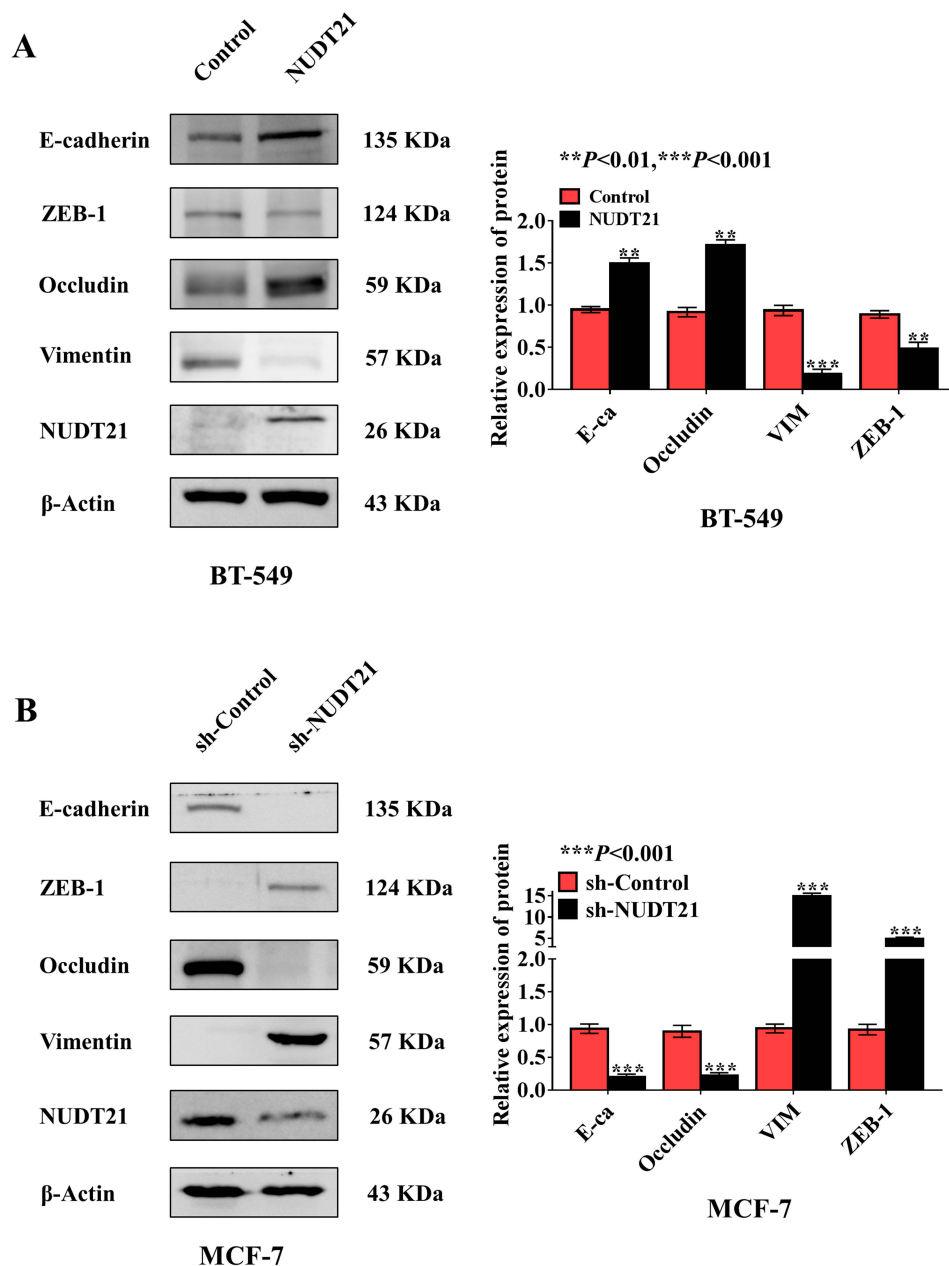 A
Control
NUDT21
E-cadherin
135 KDa
ZEB-1
124 KDa
Occludin
59 KDa
Vimentin
57 KDa
NUDT21
26 KDa
β-Actin
43 KDa
BT-549
**P<0.01,***P<0.001
Control
NUDT21
Relative expression of protein
2.0
1.5
1.0
0.5
0.0
**
**
***
**
E-ca
Occludin
VIM
ZEB-1
BT-549
B
sh-Control
sh-NUDT21
E-cadherin
135 KDa
ZEB-1
124 KDa
Occludin
59 KDa
Vimentin
57 KDa
NUDT21
26 KDa
β-Actin
43 KDa
MCF-7
***P<0.001
sh-Control
sh-NUDT21
Relative expression of protein
15
10
5
2.0
1.5
1.0
0.5
0.0
***
***
***
***
E-ca
Occludin
VIM
ZEB-1
MCF-7